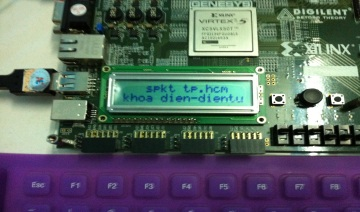 GENESYS
XILINX
VIRTEX-5
DIGILENT
XILINX
spkt tp.hcm
khoa dien-dientu
Esc F1 F2 F3 F4 F5 F6 F7 F8